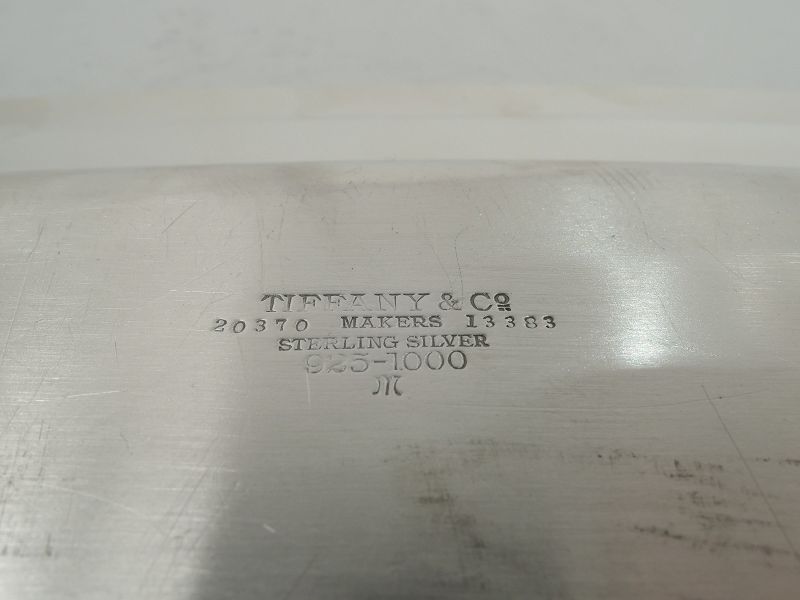 TIFFANY & Co
20370 MAKERS 13383
STERLING SILVER
925-1000
M